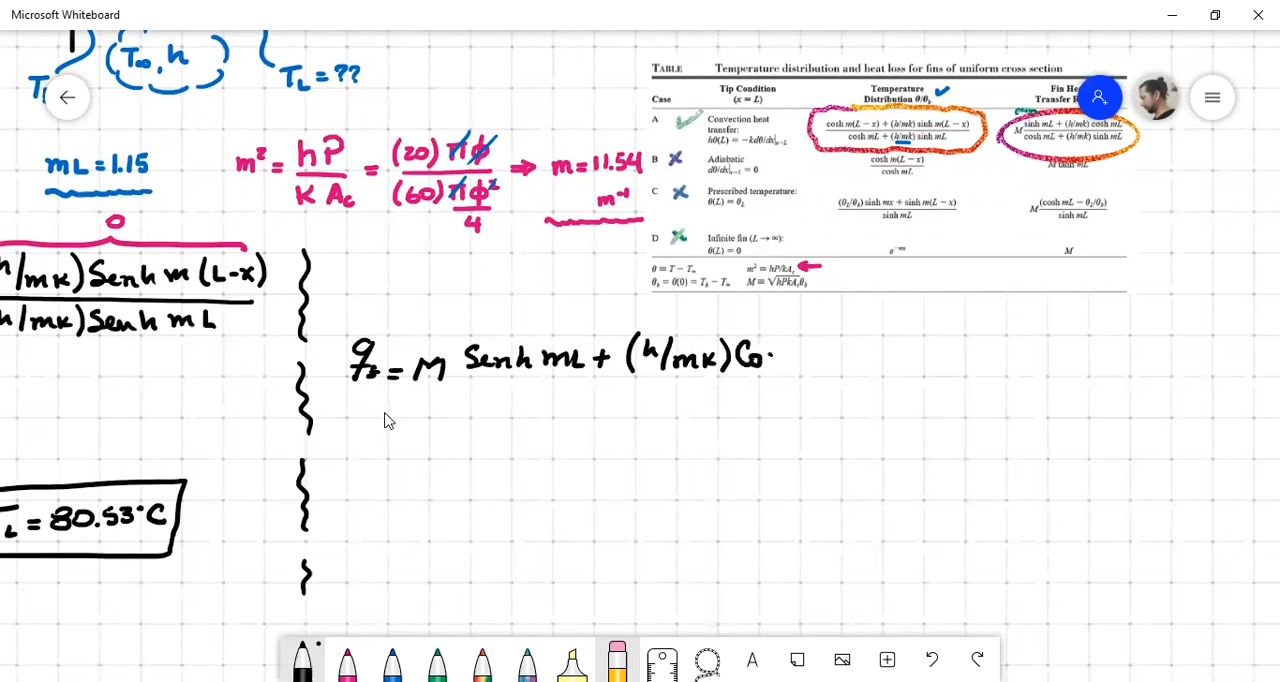 Microsoft Whiteboard
T∞, h
TL = ??
mL = 1.15
m² = hP / K Ac = (20) πϕ / (60) πϕ²/4 ⇒ m = 11.54 m⁻¹
0
h/mK) Senh m (L-x)
h/mK) Senh mL
L = 80.53°C
qf = M Senh mL + (h/mK) Co
TABLE Temperature distribution and heat loss for fins of uniform cross section
Case Tip Condition (x = L) Temperature Distribution θ/θb Fin He Transfer R
A Convection heat transfer: hθ(L) = −kdθ/dx|x=L cosh m(L − x) + (h/mk) sinh m(L − x) / cosh mL + (h/mk) sinh mL M sinh mL + (h/mk) cosh mL / cosh mL + (h/mk) sinh mL
B Adiabatic dθ/dx|x=L = 0 cosh m(L − x) / cosh mL M tanh mL
C Prescribed temperature: θ(L) = θL (θL/θb) sinh mx + sinh m(L − x) / sinh mL M (cosh mL − θL/θb) / sinh mL
D Infinite fin (L → ∞): θ(L) = 0 e⁻ᵐˣ M
θ ≡ T − T∞ m² ≡ hP/kAc
θb = θ(0) = Tb − T∞ M ≡ √hPkAcθb
A